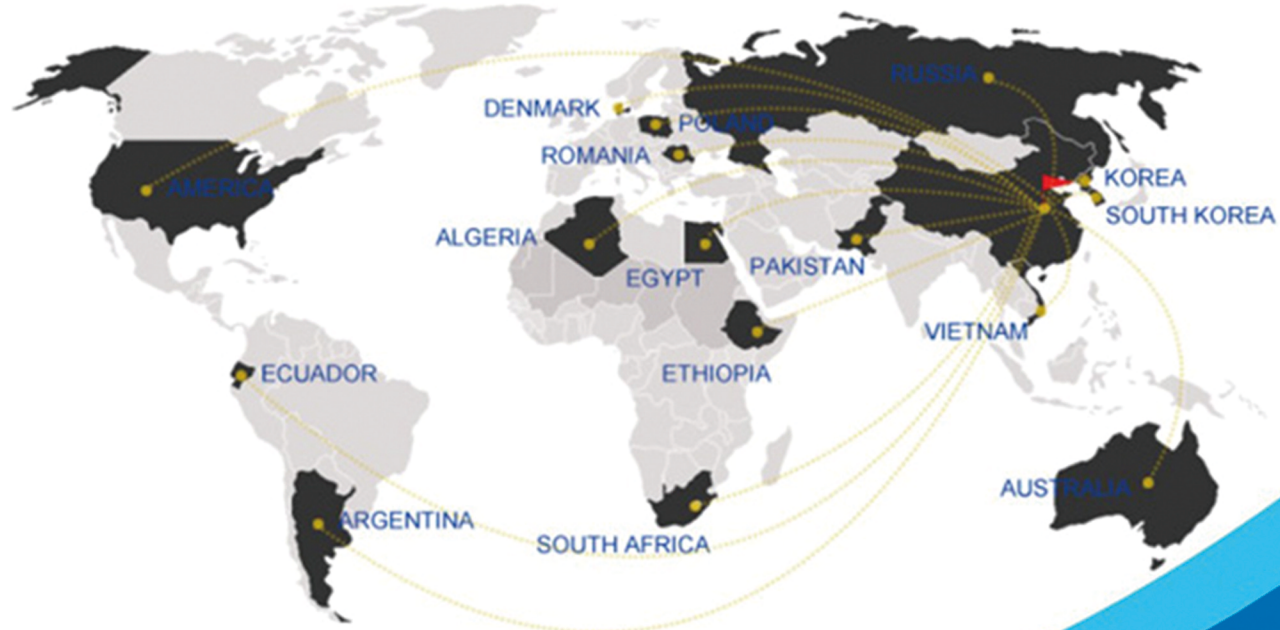 RUSSIA
DENMARK
POLAND
ROMANIA
KOREA
AMERICA
SOUTH KOREA
ALGERIA
PAKISTAN
EGYPT
VIETNAM
ECUADOR
ETHIOPIA
AUSTRALIA
ARGENTINA
SOUTH AFRICA